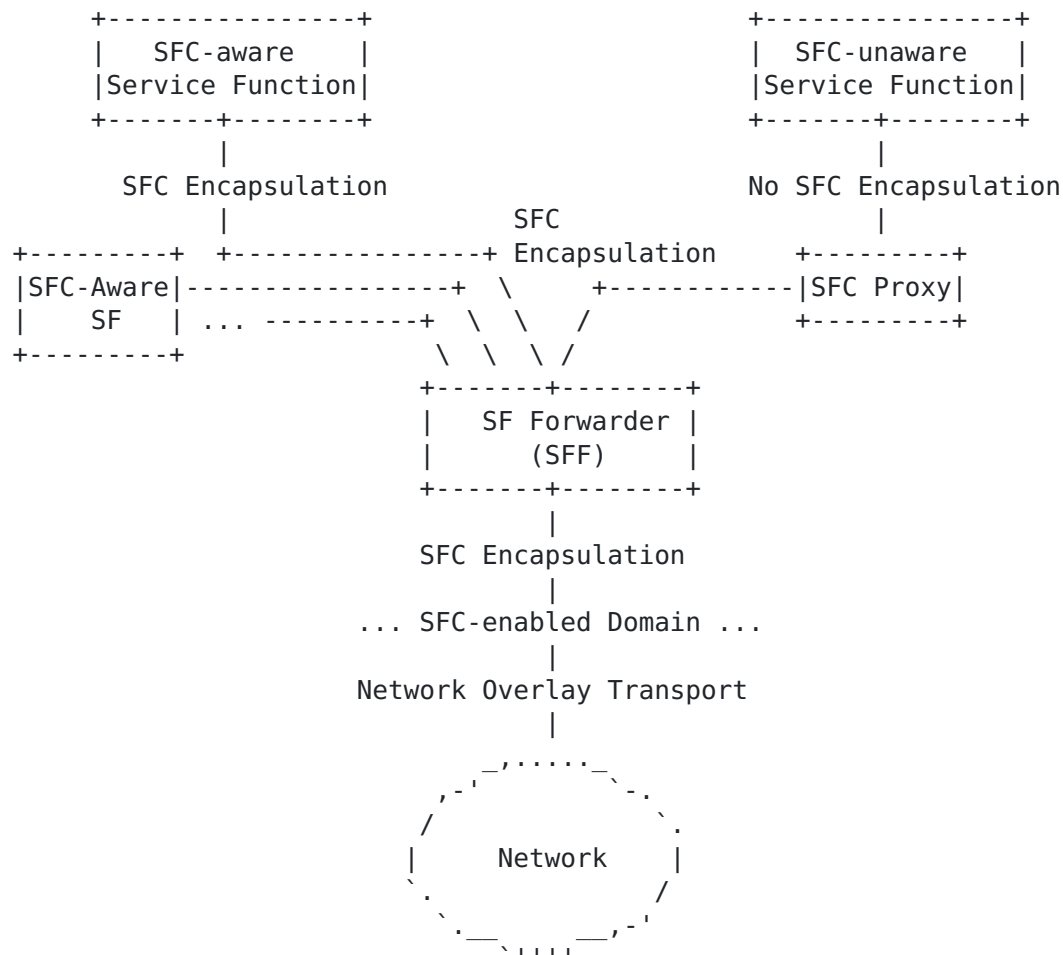 SFC-aware
Service Function
SFC-unaware
Service Function
SFC Encapsulation
No SFC Encapsulation
SFC
Encapsulation
SFC-Aware
SF
...
SFC Proxy
SF Forwarder
(SFF)
SFC Encapsulation
... SFC-enabled Domain ...
Network Overlay Transport
Network